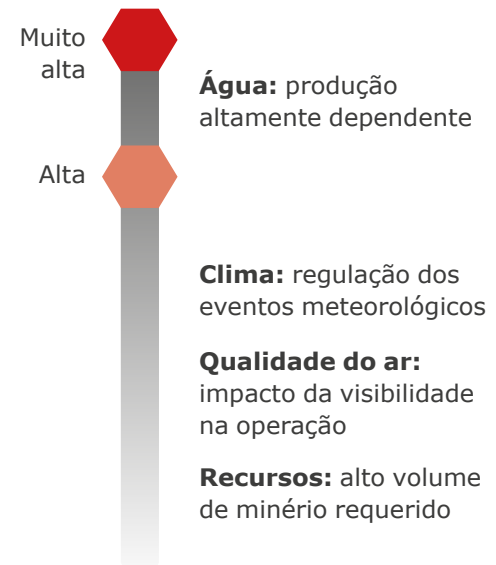 Muito
alta
Água: produção
altamente dependente
Alta
Clima: regulação dos
eventos meteorológicos
Qualidade do ar:
impacto da visibilidade
na operação
Recursos: alto volume
de minério requerido